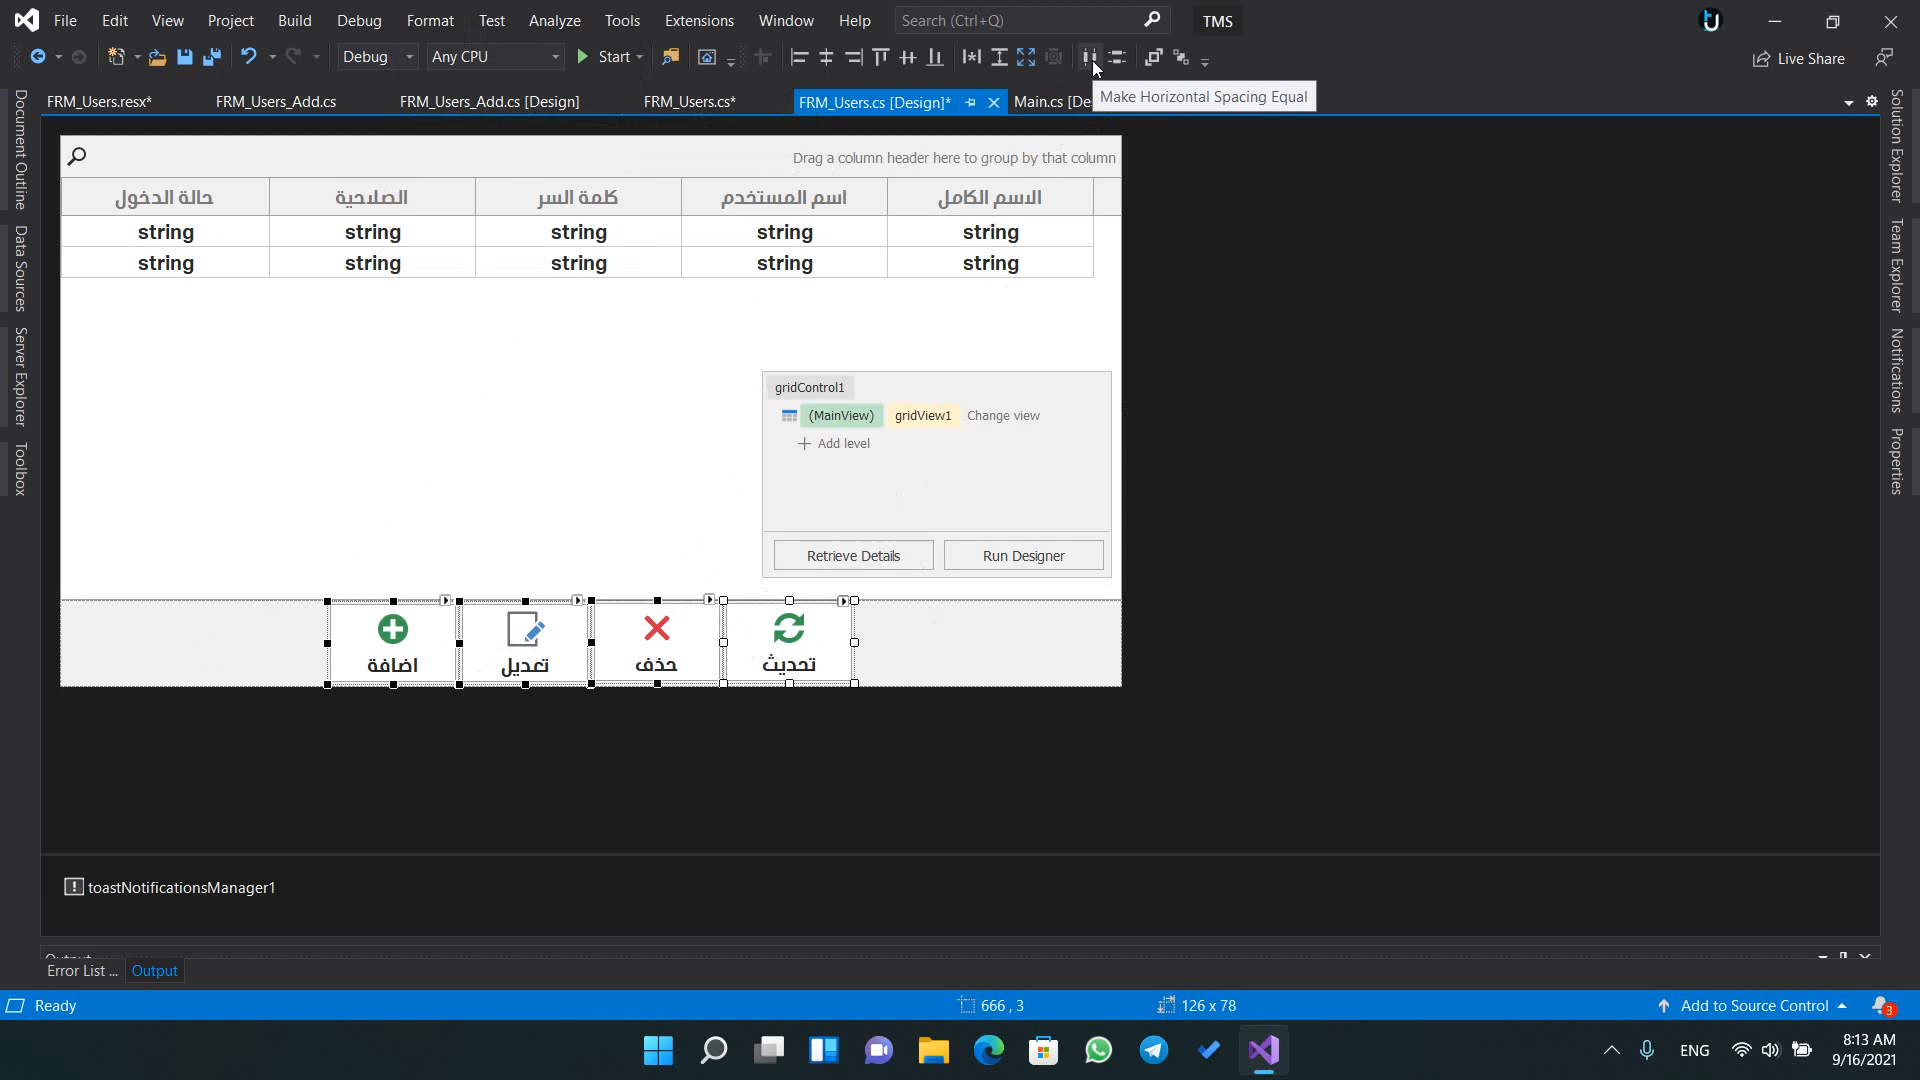 File Edit View Project Build Debug Format Test Analyze Tools Extensions Window Help Search (Ctrl+Q) TMS
Debug Any CPU Start Live Share
Make Horizontal Spacing Equal
FRM_Users.resx* FRM_Users_Add.cs FRM_Users_Add.cs [Design] FRM_Users.cs* FRM_Users.cs [Design]* Main.cs [De
Document Outline
Data Sources
Server Explorer
Toolbox
Drag a column header here to group by that column
حالة الدخول الصلاحية كلمة السر اسم المستخدم الاسم الكامل
string string string string string
string string string string string
gridControl1
(MainView) gridView1 Change view
Add level
Retrieve Details Run Designer
اضافة تعديل حذف تحديث
Solution Explorer
Team Explorer
Notifications
Properties
toastNotificationsManager1
Output
Error List ... Output
Ready 666 , 3 126 x 78 Add to Source Control 3
ENG 8:13 AM
9/16/2021